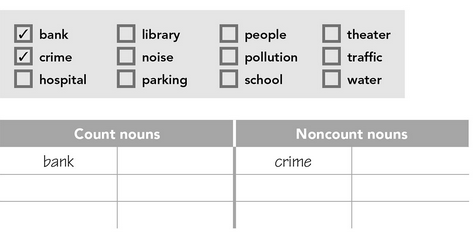 ✓ bank library people theater
✓ crime noise pollution traffic
hospital parking school water
Count nouns Noncount nouns
bank crime